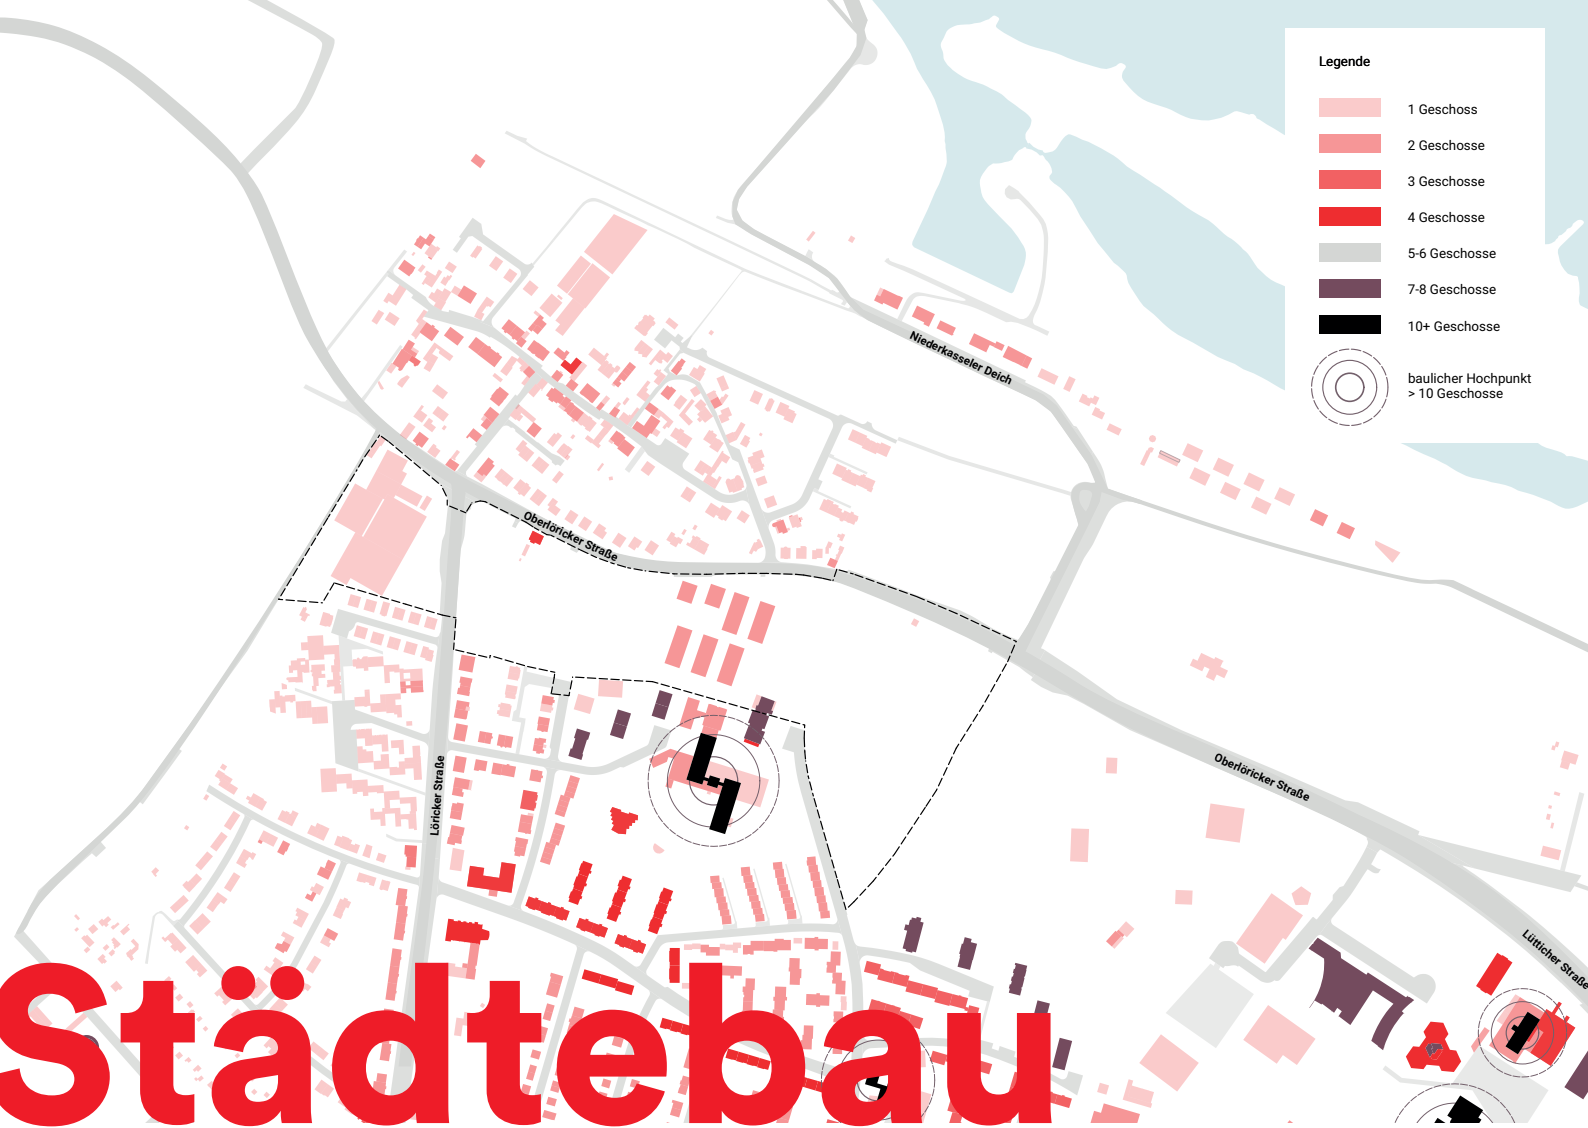 Legende
1 Geschoss
2 Geschosse
3 Geschosse
4 Geschosse
5-6 Geschosse
7-8 Geschosse
10+ Geschosse
baulicher Hochpunkt
> 10 Geschosse
Niederkasseler Deich
Oberlöricker Straße
Löricker Straße
Oberlöricker Straße
Lütticher Straße
Städtebau